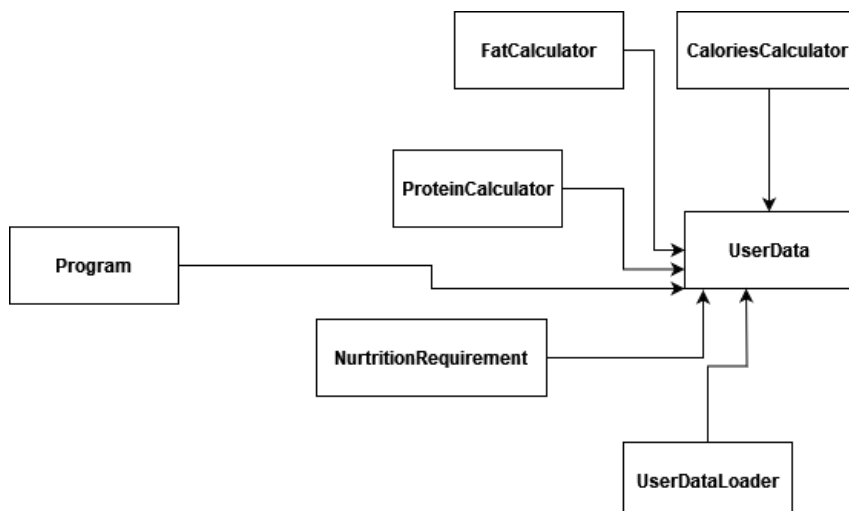 FatCalculator
CaloriesCalculator
ProteinCalculator
UserData
Program
NurtritionRequirement
UserDataLoader